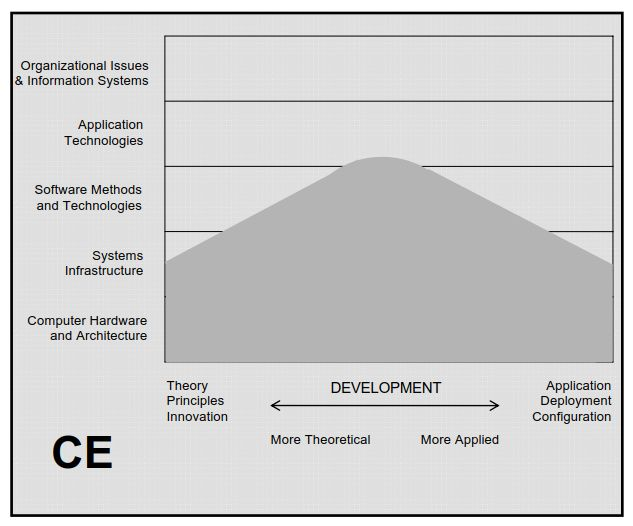 Organizational Issues
& Information Systems
Application
Technologies
Software Methods
and Technologies
Systems
Infrastructure
Computer Hardware
and Architecture
Theory
Principles
Innovation
DEVELOPMENT
Application
Deployment
Configuration
More Theoretical
More Applied
CE